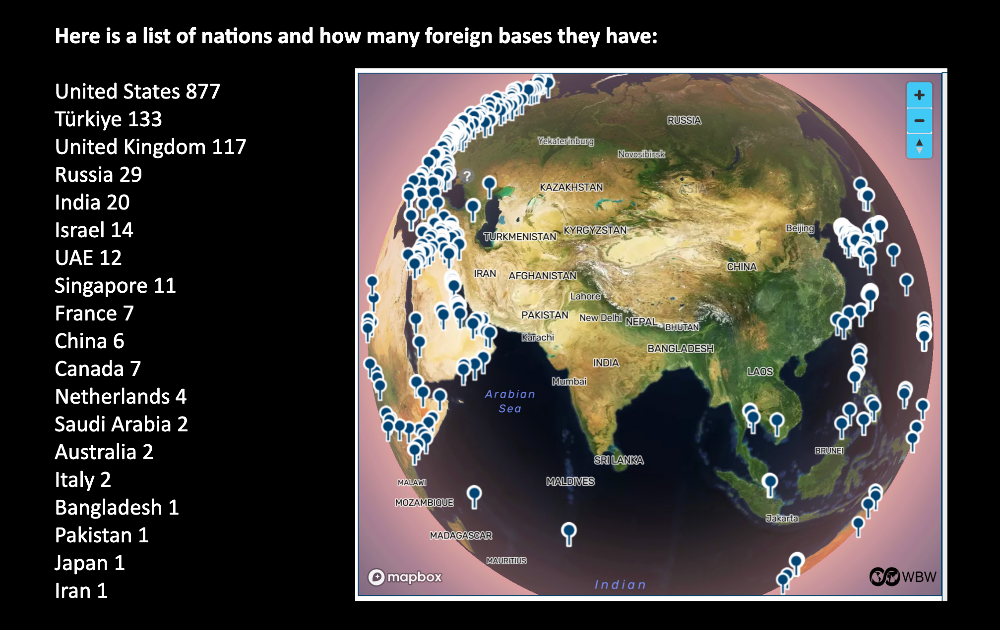 Here is a list of nations and how many foreign bases they have:
United States 877
Türkiye 133
United Kingdom 117
Russia 29
India 20
Israel 14
UAE 12
Singapore 11
France 7
China 6
Canada 7
Netherlands 4
Saudi Arabia 2
Australia 2
Italy 2
Bangladesh 1
Pakistan 1
Japan 1
Iran 1
+
−
RUSSIA
Yekaterinburg
Novosibirsk
?
KAZAKHSTAN
ASIA
KYRGYZSTAN
Beijing
TURKMENISTAN
CHINA
IRAN
AFGHANISTAN
Lahore
PAKISTAN
New Delhi
NEPAL
BHUTAN
Karachi
BANGLADESH
INDIA
LAOS
Mumbai
Arabian
Sea
BRUNEI
SRI LANKA
MALAWI
MALDIVES
MOZAMBIQUE
Jakarta
MADAGASCAR
MAURITIUS
mapbox
WBW
Indian